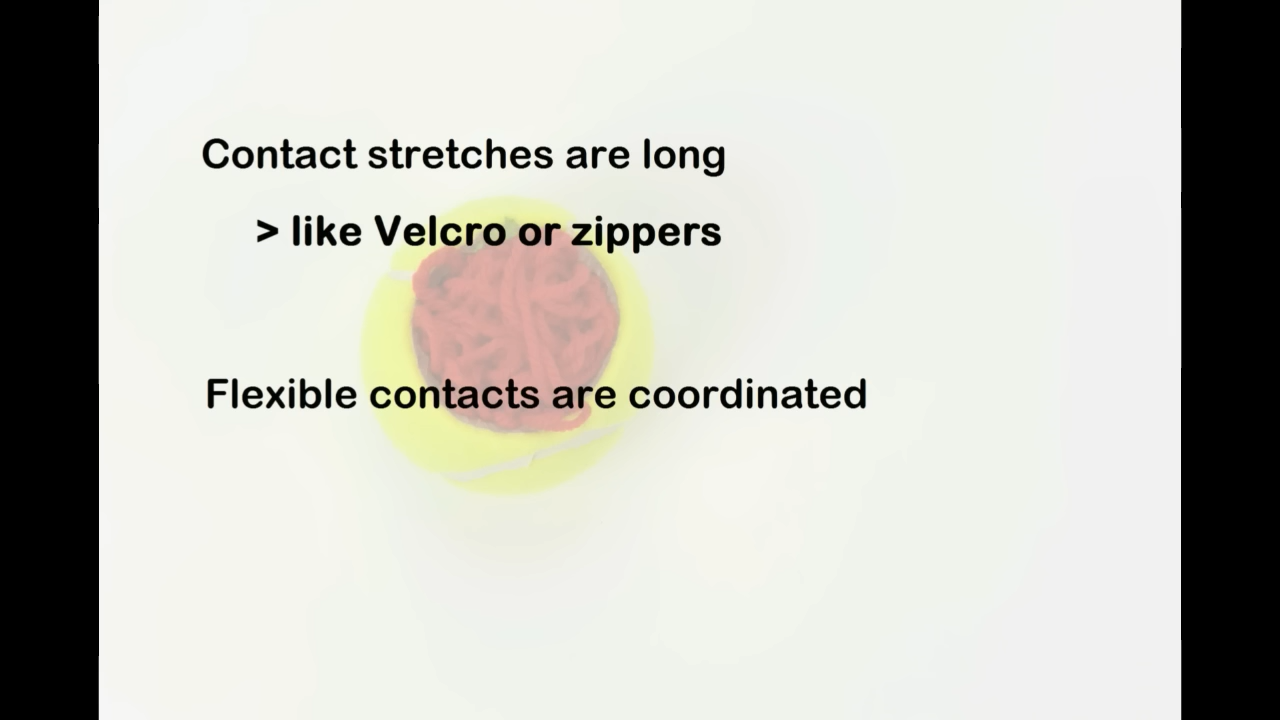 Contact stretches are long
> like Velcro or zippers
Flexible contacts are coordinated